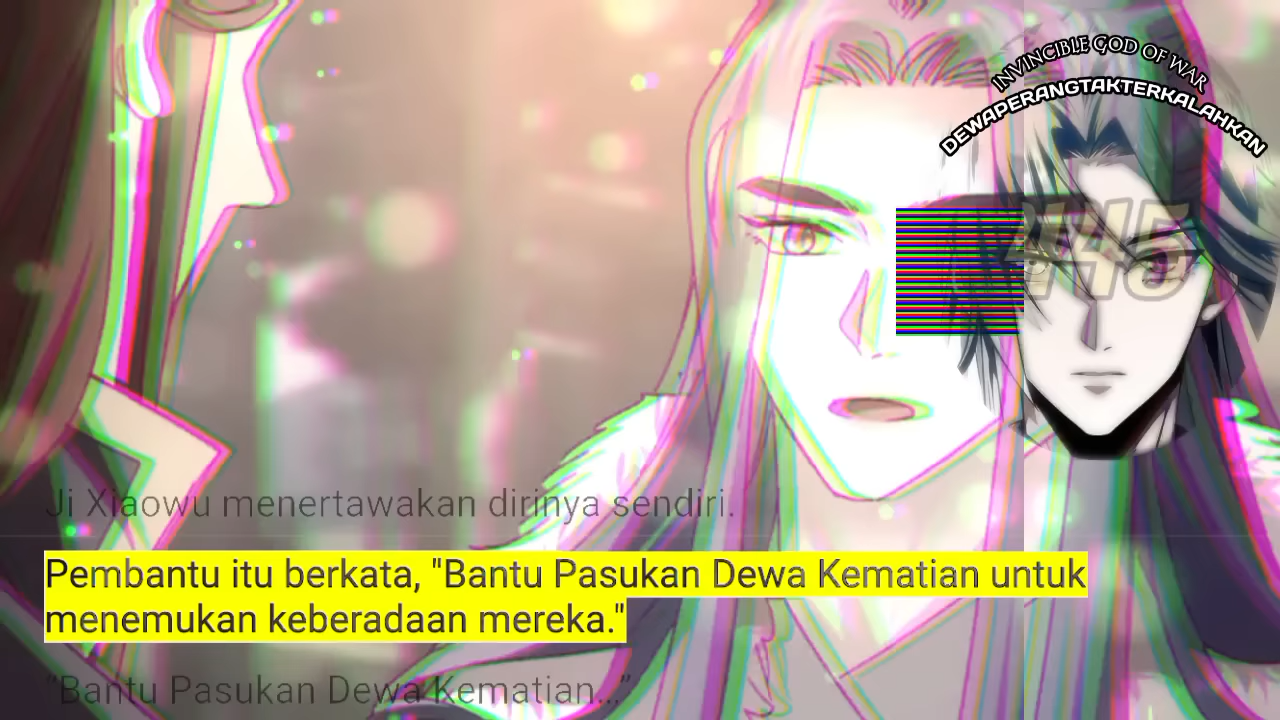 INVINCIBLE GOD OF WAR
DEWAPERANGTAKTERKALAHKAN
445
Ji Xiaowu menertawakan dirinya sendiri.
Pembantu itu berkata, "Bantu Pasukan Dewa Kematian untuk
menemukan keberadaan mereka."
"Bantu Pasukan Dewa Kematian..."